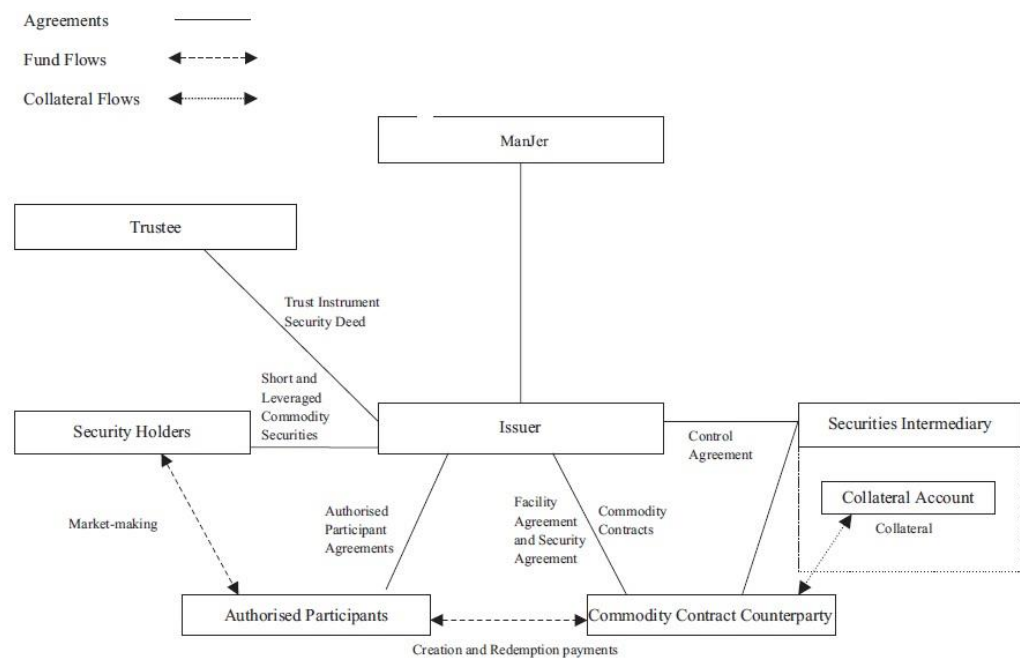 Agreements
Fund Flows
Collateral Flows
ManJer
Trustee
Trust Instrument
Security Deed
Short and
Leveraged
Commodity
Securities
Security Holders
Issuer
Control
Agreement
Securities Intermediary
Collateral Account
Collateral
Market-making
Authorised
Participant
Agreements
Facility
Agreement
and Security
Agreement
Commodity
Contracts
Authorised Participants
Commodity Contract Counterparty
Creation and Redemption payments